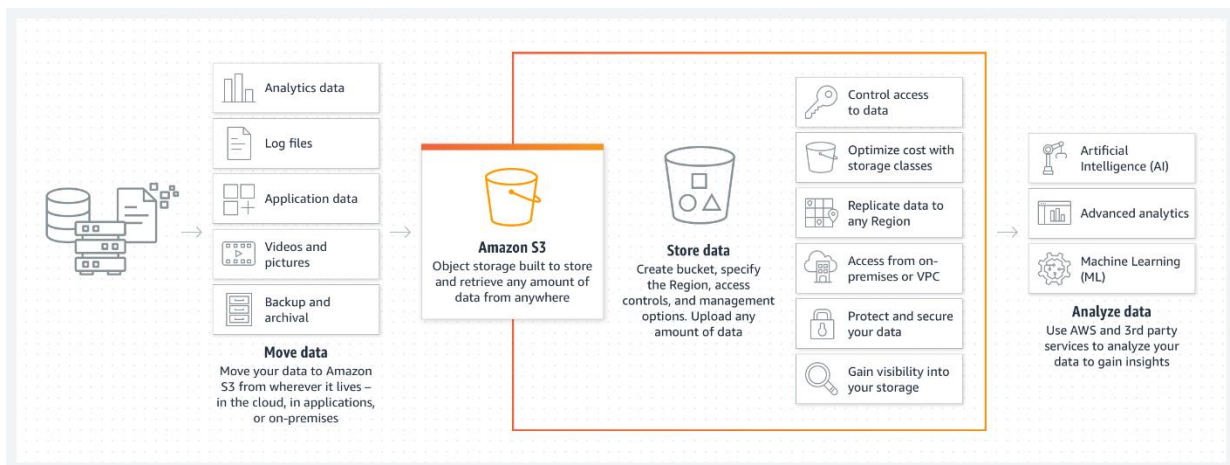 Analytics data
Log files
Application data
Videos and
pictures
Backup and
archival
Move data
Move your data to Amazon
S3 from wherever it lives –
in the cloud, in applications,
or on-premises
Amazon S3
Object storage built to store
and retrieve any amount of
data from anywhere
Store data
Create bucket, specify
the Region, access
controls, and management
options. Upload any
amount of data
Control access
to data
Optimize cost with
storage classes
Replicate data to
any Region
Access from on-
premises or VPC
Protect and secure
your data
Gain visibility into
your storage
Artificial
Intelligence (AI)
Advanced analytics
Machine Learning
(ML)
Analyze data
Use AWS and 3rd party
services to analyze your
data to gain insights